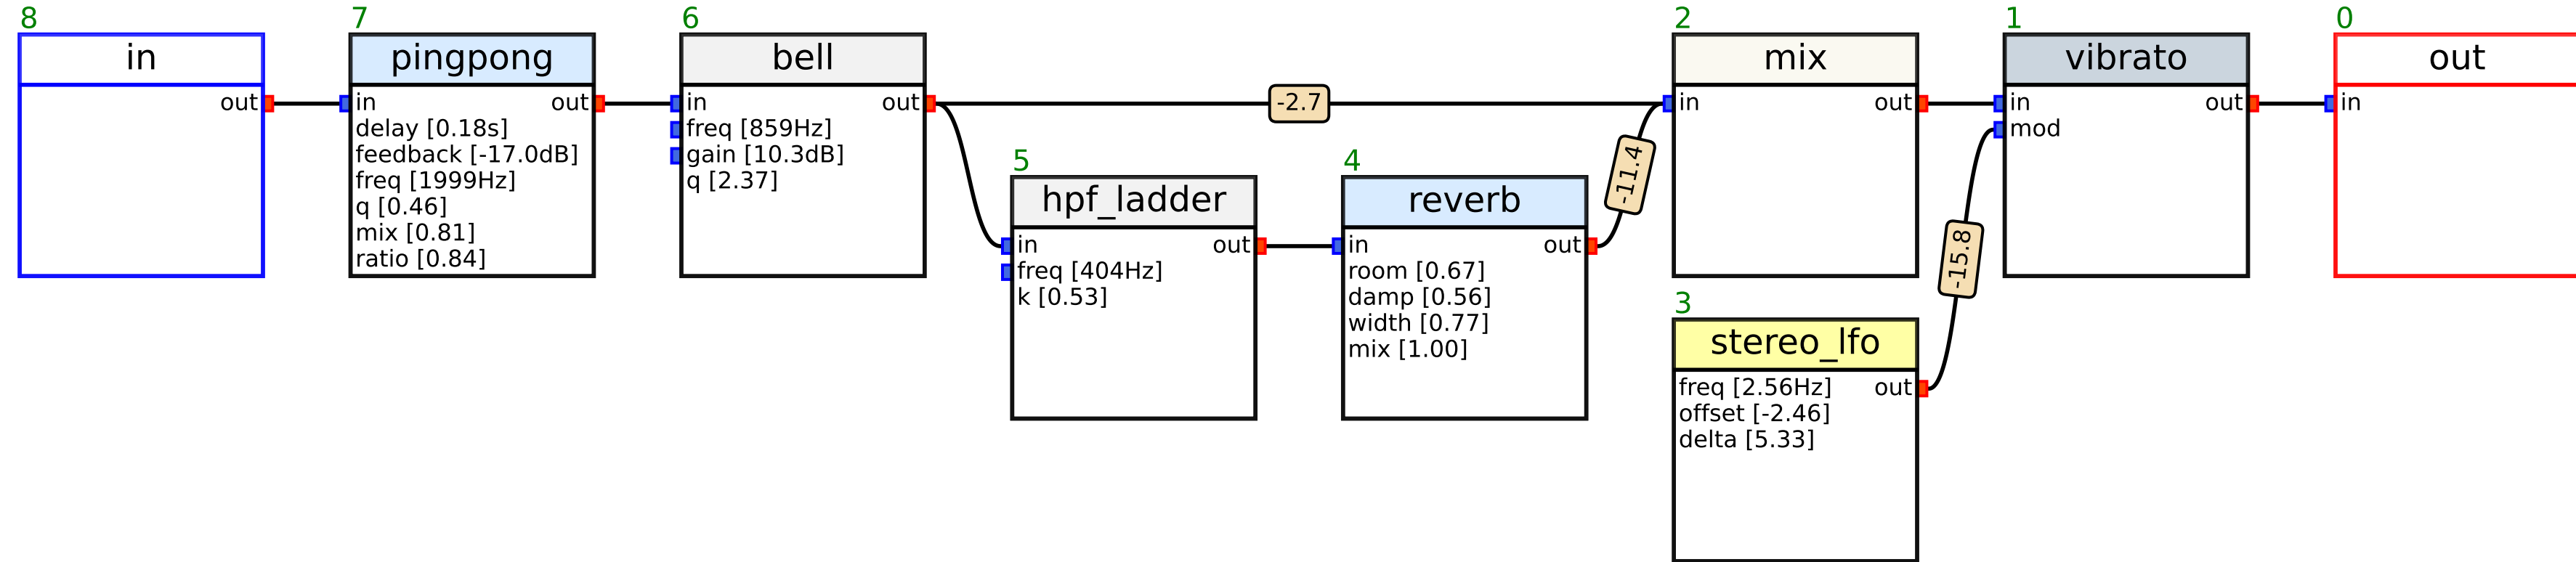 8
in
out
7
pingpong
in out
delay [0.18s]
feedback [-17.0dB]
freq [1999Hz]
q [0.46]
mix [0.81]
ratio [0.84]
6
bell
in out
freq [859Hz]
gain [10.3dB]
q [2.37]
-2.7
5
hpf_ladder
in out
freq [404Hz]
k [0.53]
4
reverb
in out
room [0.67]
damp [0.56]
width [0.77]
mix [1.00]
-11.4
2
mix
in out
3
stereo_lfo
freq [2.56Hz] out
offset [-2.46]
delta [5.33]
-15.8
1
vibrato
in out
mod
0
out
in